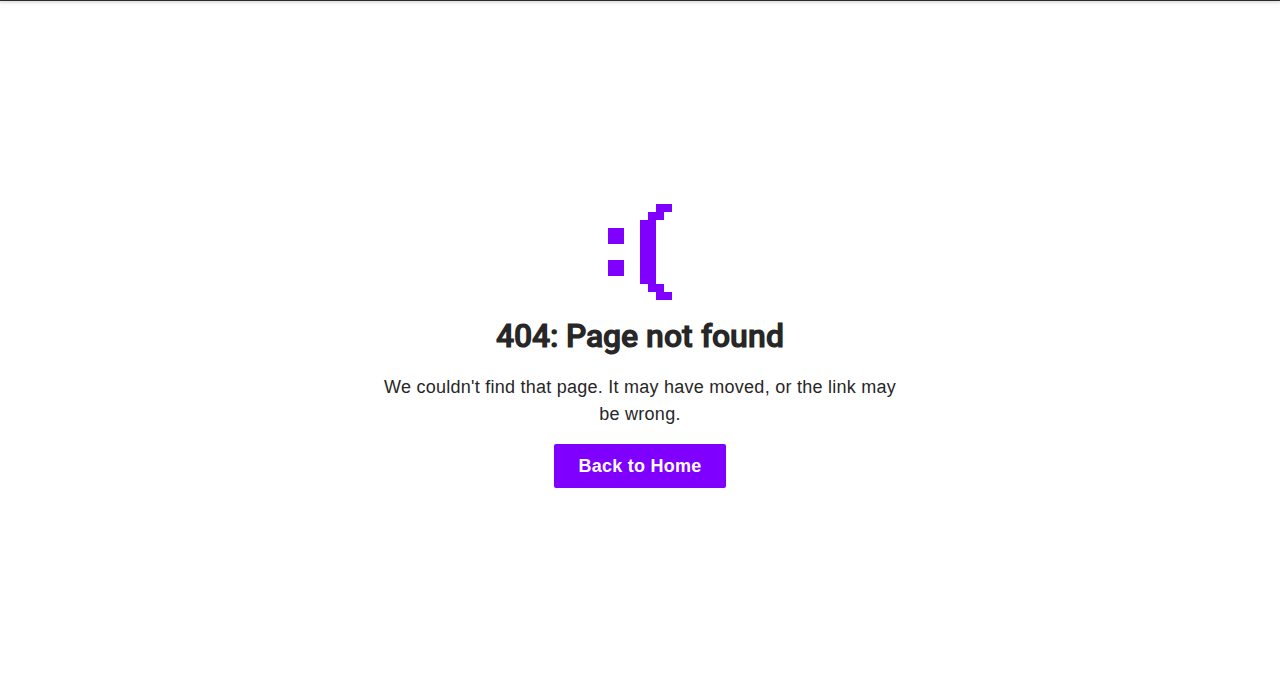 :(
404: Page not found
We couldn't find that page. It may have moved, or the link may
be wrong.
Back to Home